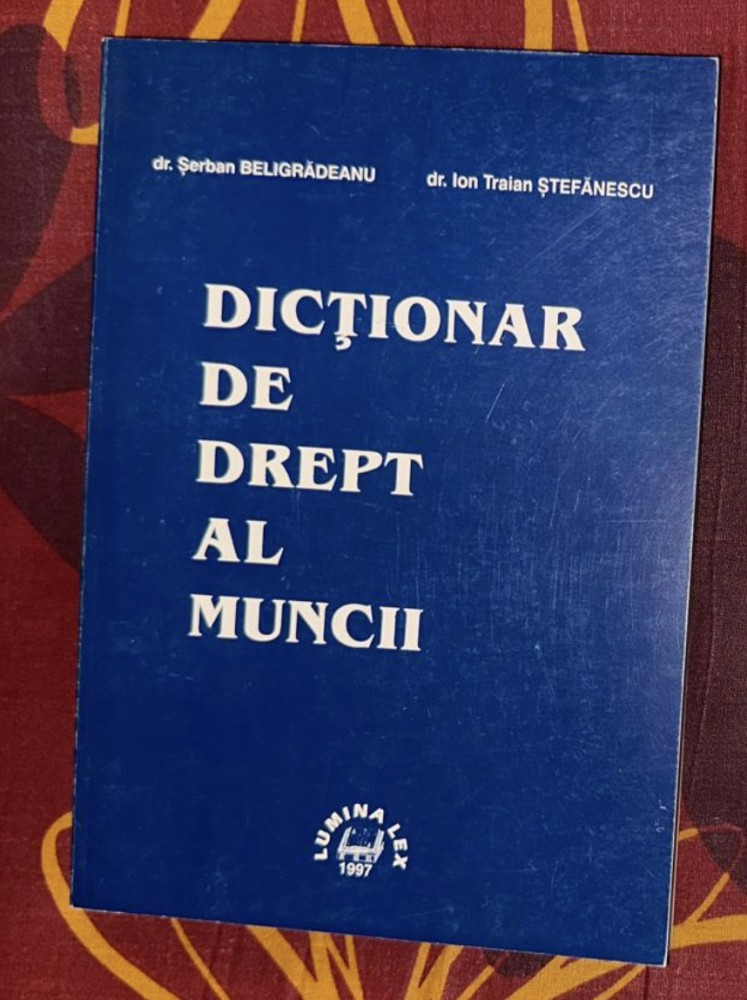 dr. Şerban BELIGRĂDEANU dr. Ion Traian ŞTEFĂNESCU
DICŢIONAR
DE
DREPT
AL
MUNCII
LUMINA LEX
1997